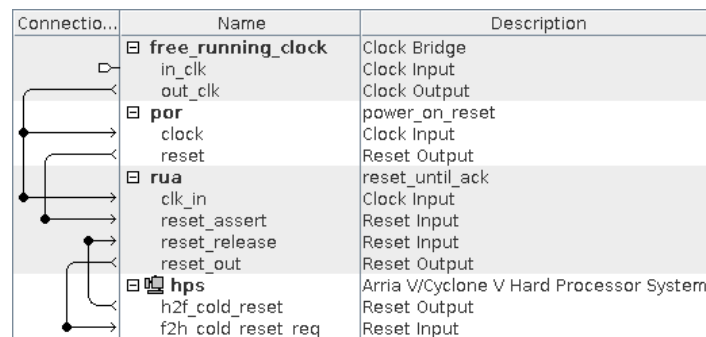 Connectio... Name Description
free_running_clock Clock Bridge
in_clk Clock Input
out_clk Clock Output
por power_on_reset
clock Clock Input
reset Reset Output
rua reset_until_ack
clk_in Clock Input
reset_assert Reset Input
reset_release Reset Input
reset_out Reset Output
hps Arria V/Cyclone V Hard Processor System
h2f_cold_reset Reset Output
f2h_cold_reset_req Reset Input